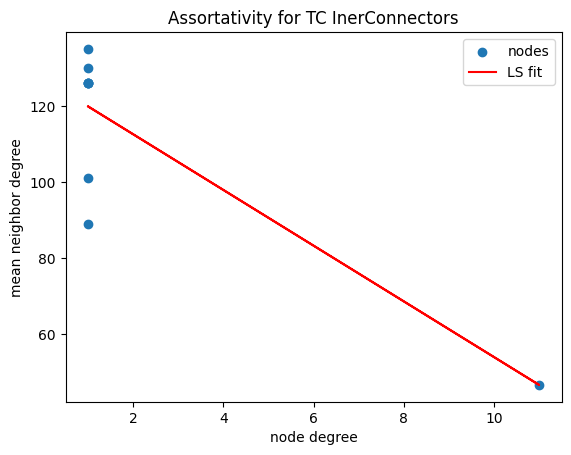 Assortativity for TC InerConnectors
nodes
LS fit
120
100
80
60
mean neighbor degree
2
4
6
8
10
node degree